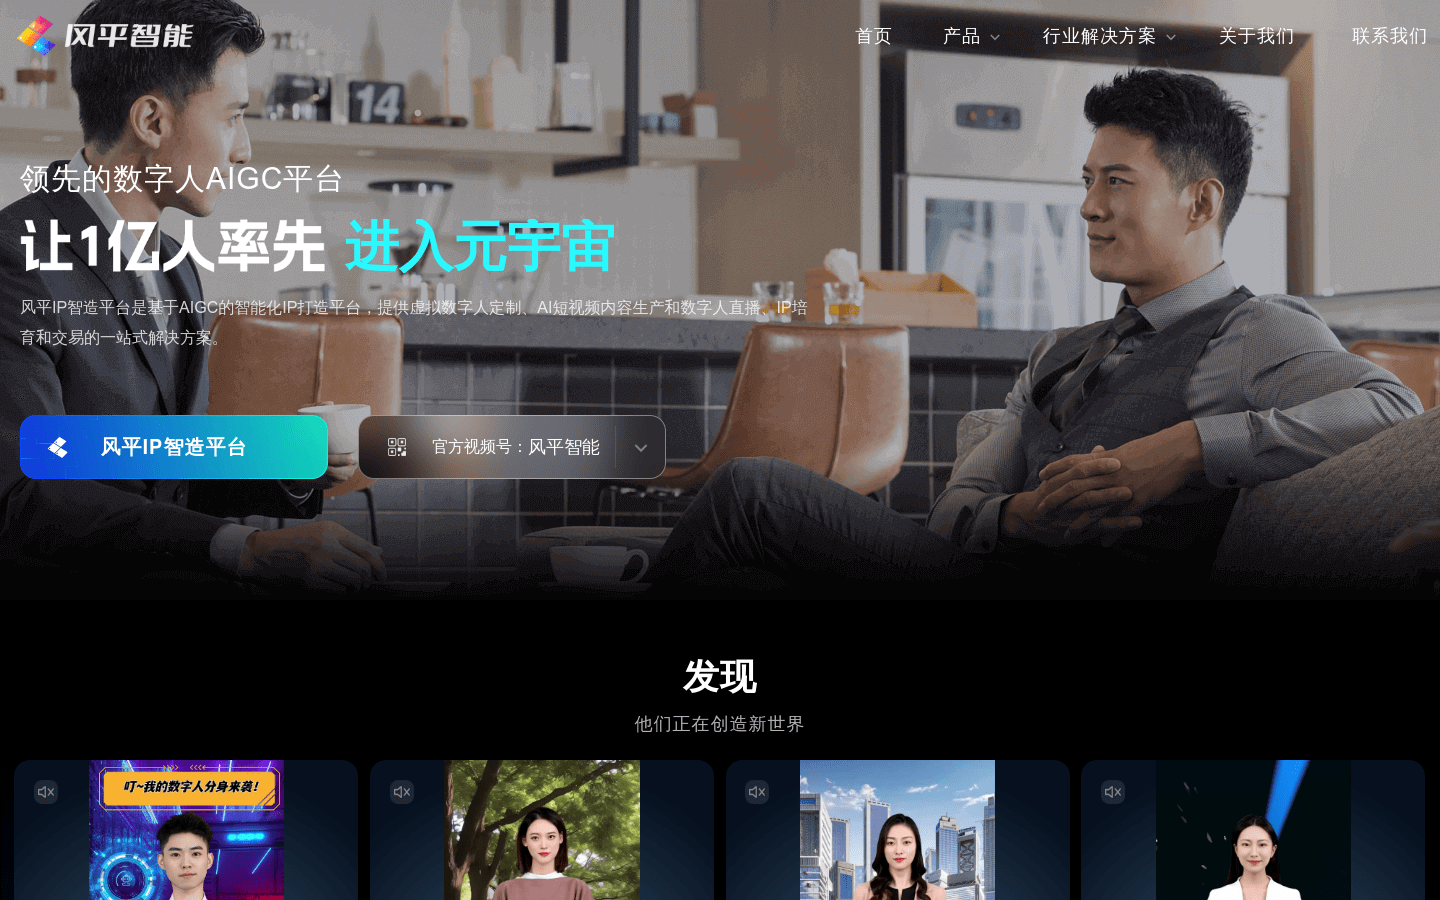 风平智能
首页 产品 行业解决方案 关于我们 联系我们
14
领先的数字人AIGC平台
让1亿人率先 进入元宇宙
风平IP智造平台是基于AIGC的智能化IP打造平台，提供虚拟数字人定制、AI短视频内容生产和数字人直播、IP培
育和交易的一站式解决方案。
风平IP智造平台
官方视频号：风平智能
发现
他们正在创造新世界
叮~我的数字人分身来袭!